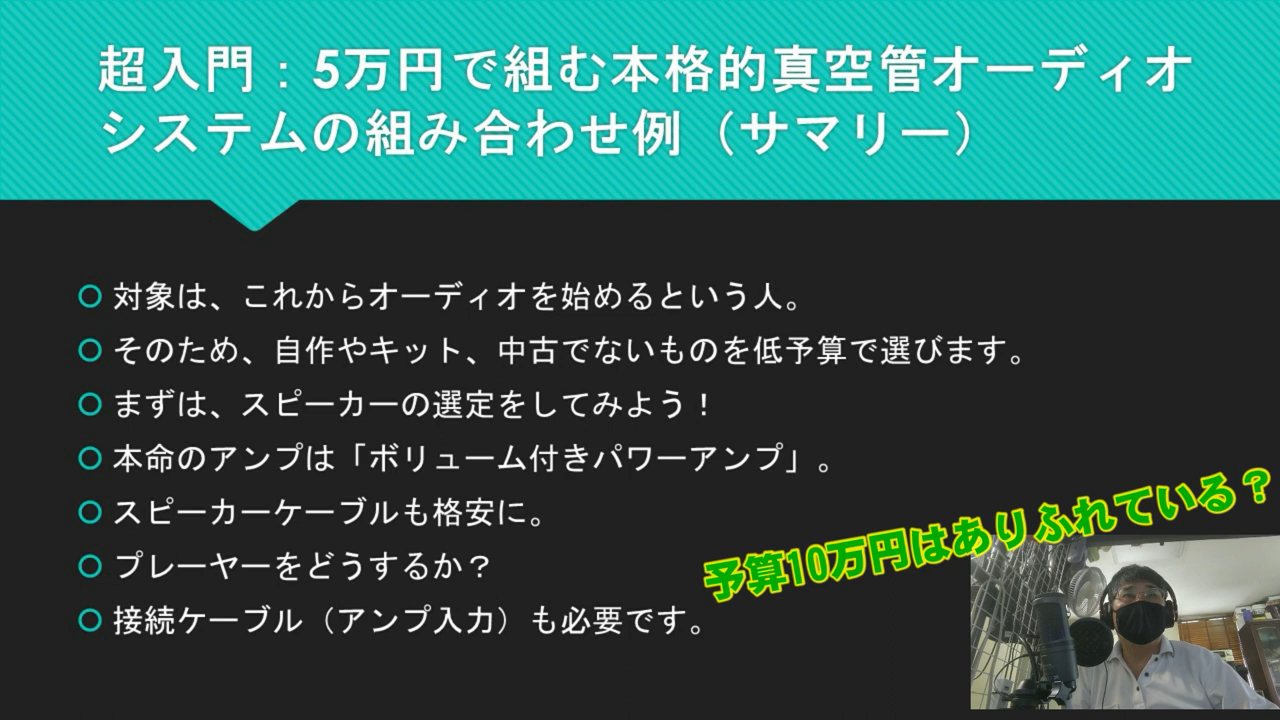 超入門：5万円で組む本格的真空管オーディオ
システムの組み合わせ例（サマリー）
対象は、これからオーディオを始めるという人。
そのため、自作やキット、中古でないものを低予算で選びます。
まずは、スピーカーの選定をしてみよう！
本命のアンプは「ボリューム付きパワーアンプ」。
スピーカーケーブルも格安に。
プレーヤーをどうするか？
接続ケーブル（アンプ入力）も必要です。
予算10万円はありふれている？